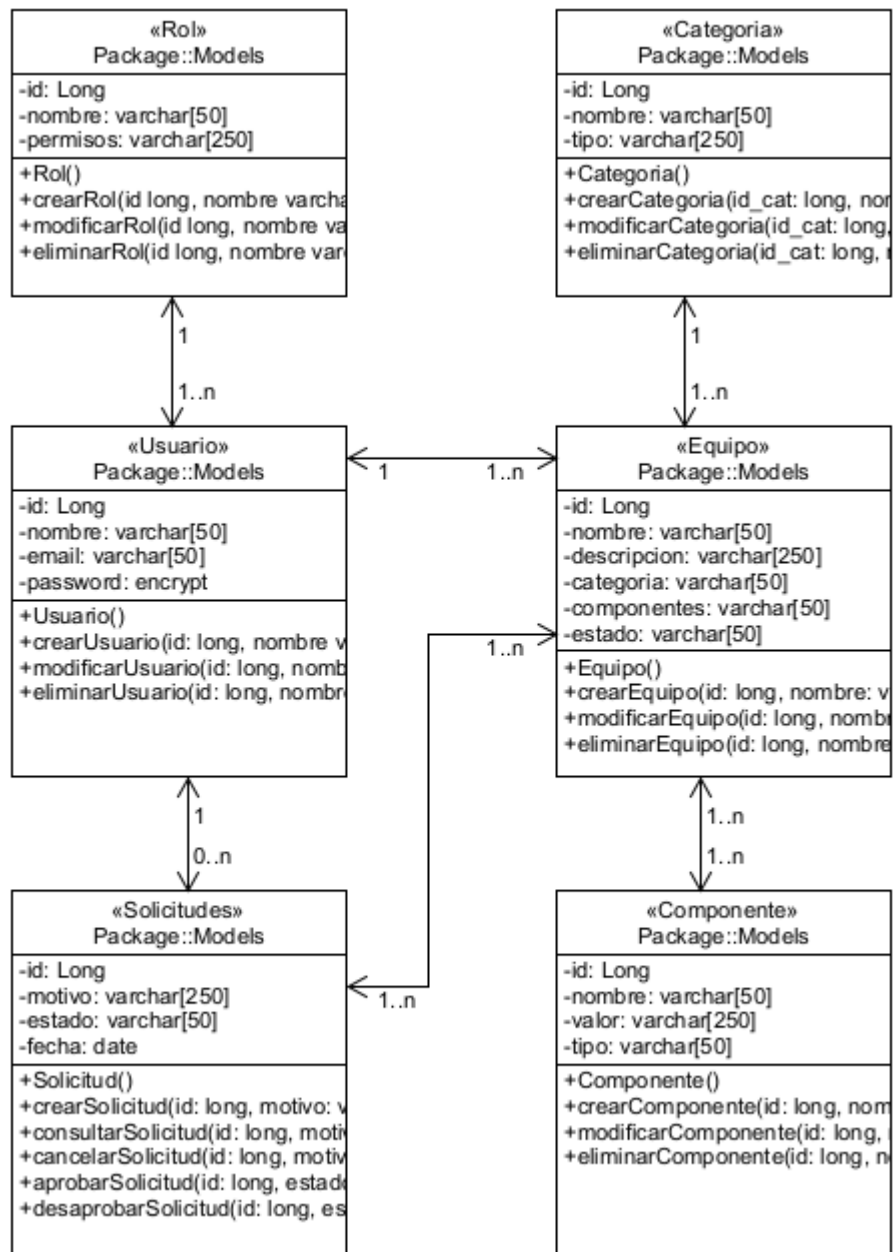 «Rol»
Package::Models
-id: Long
-nombre: varchar[50]
-permisos: varchar[250]
+Rol()
+crearRol(id long, nombre varcha
+modificarRol(id long, nombre va
+eliminarRol(id long, nombre var
«Categoria»
Package::Models
-id: Long
-nombre: varchar[50]
-tipo: varchar[250]
+Categoria()
+crearCategoria(id_cat: long, nor
+modificarCategoria(id_cat: long,
+eliminarCategoria(id_cat: long,
1
1..n
1
1..n
«Usuario»
Package::Models
-id: Long
-nombre: varchar[50]
-email: varchar[50]
-password: encrypt
+Usuario()
+crearUsuario(id: long, nombre v
+modificarUsuario(id: long, nomb
+eliminarUsuario(id: long, nombre
1
1..n
«Equipo»
Package::Models
-id: Long
-nombre: varchar[50]
-descripcion: varchar[250]
-categoria: varchar[50]
-componentes: varchar[50]
-estado: varchar[50]
+Equipo()
+crearEquipo(id: long, nombre: v
+modificarEquipo(id: long, nombr
+eliminarEquipo(id: long, nombre
1..n
1
0..n
1..n
1..n
«Solicitudes»
Package::Models
-id: Long
-motivo: varchar[250]
-estado: varchar[50]
-fecha: date
+Solicitud()
+crearSolicitud(id: long, motivo: v
+consultarSolicitud(id: long, motiv
+cancelarSolicitud(id: long, motiv
+aprobarSolicitud(id: long, estado
+desaprobarSolicitud(id: long, es
1..n
«Componente»
Package::Models
-id: Long
-nombre: varchar[50]
-valor: varchar[250]
-tipo: varchar[50]
+Componente()
+crearComponente(id: long, nom
+modificarComponente(id: long,
+eliminarComponente(id: long, n